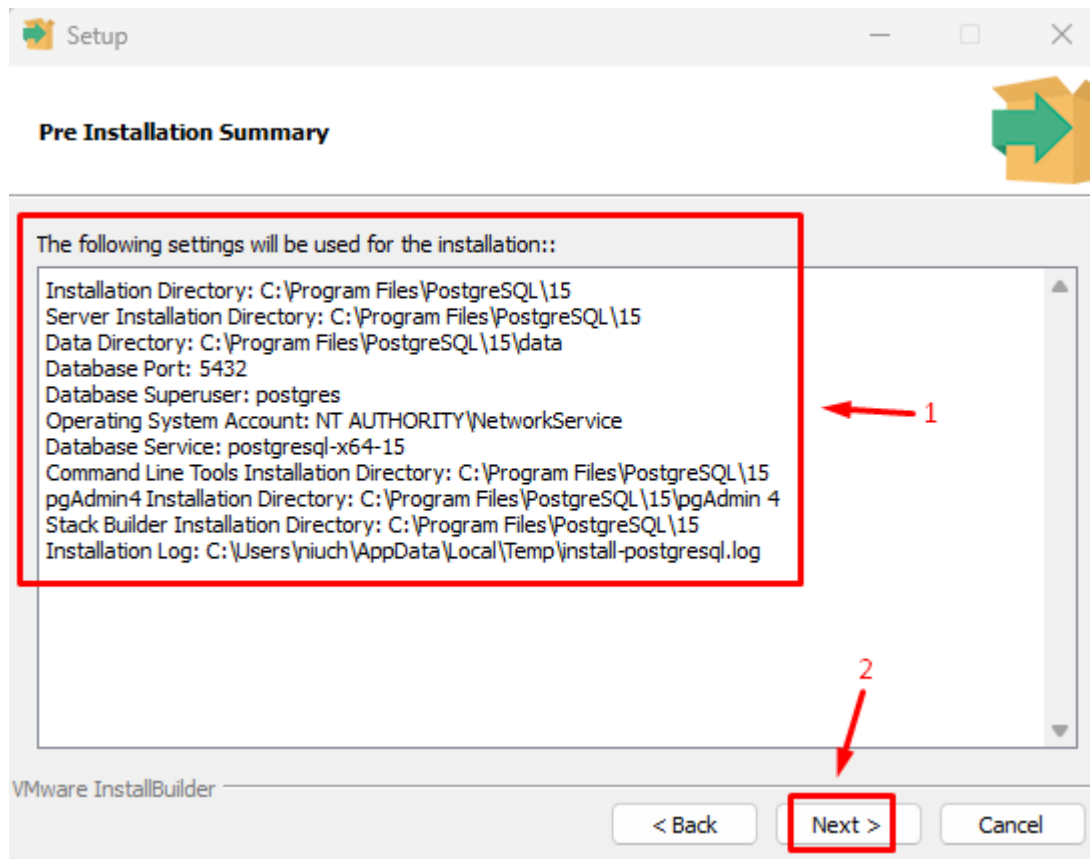 Setup
Pre Installation Summary
The following settings will be used for the installation::
Installation Directory: C:\Program Files\PostgreSQL\15
Server Installation Directory: C:\Program Files\PostgreSQL\15
Data Directory: C:\Program Files\PostgreSQL\15\data
Database Port: 5432
Database Superuser: postgres
Operating System Account: NT AUTHORITY\NetworkService
Database Service: postgresql-x64-15
Command Line Tools Installation Directory: C:\Program Files\PostgreSQL\15
pgAdmin4 Installation Directory: C:\Program Files\PostgreSQL\15\pgAdmin 4
Stack Builder Installation Directory: C:\Program Files\PostgreSQL\15
Installation Log: C:\Users\niuch\AppData\Local\Temp\install-postgresql.log
1
2
VMware InstallBuilder
< Back Next > Cancel